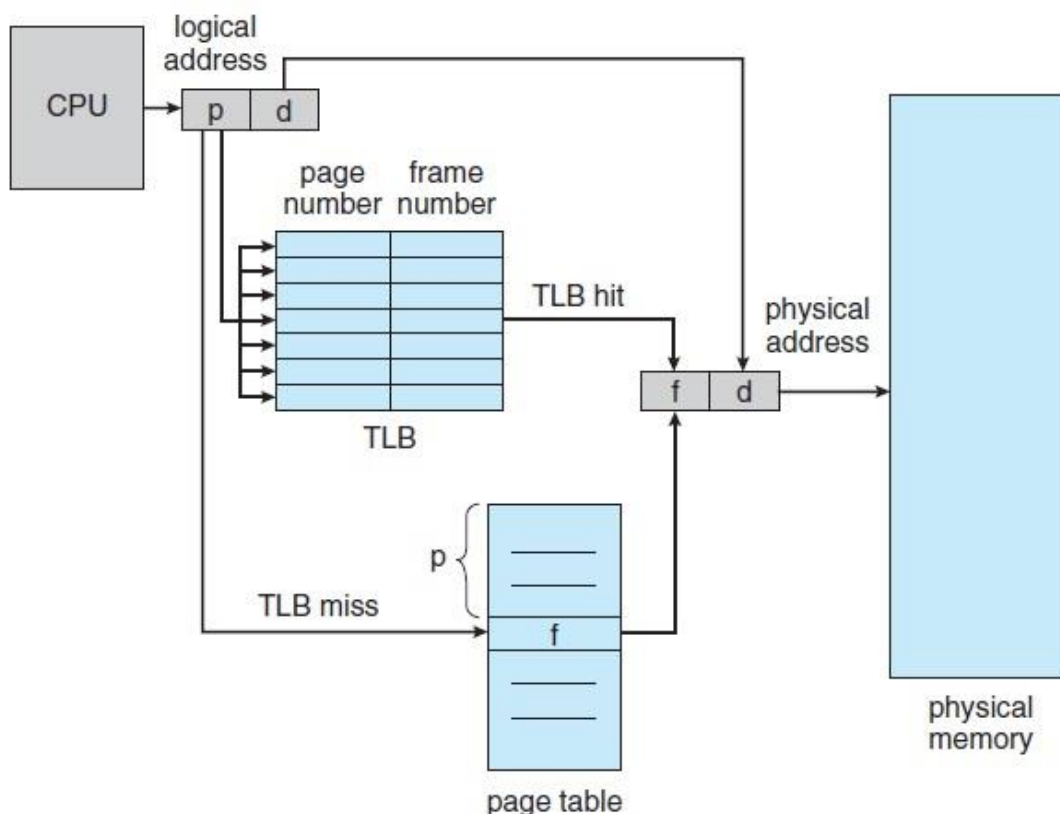 logical
address
CPU
p
d
page
number
frame
number
TLB hit
physical
address
f
d
TLB
p
TLB miss
f
physical
memory
page table